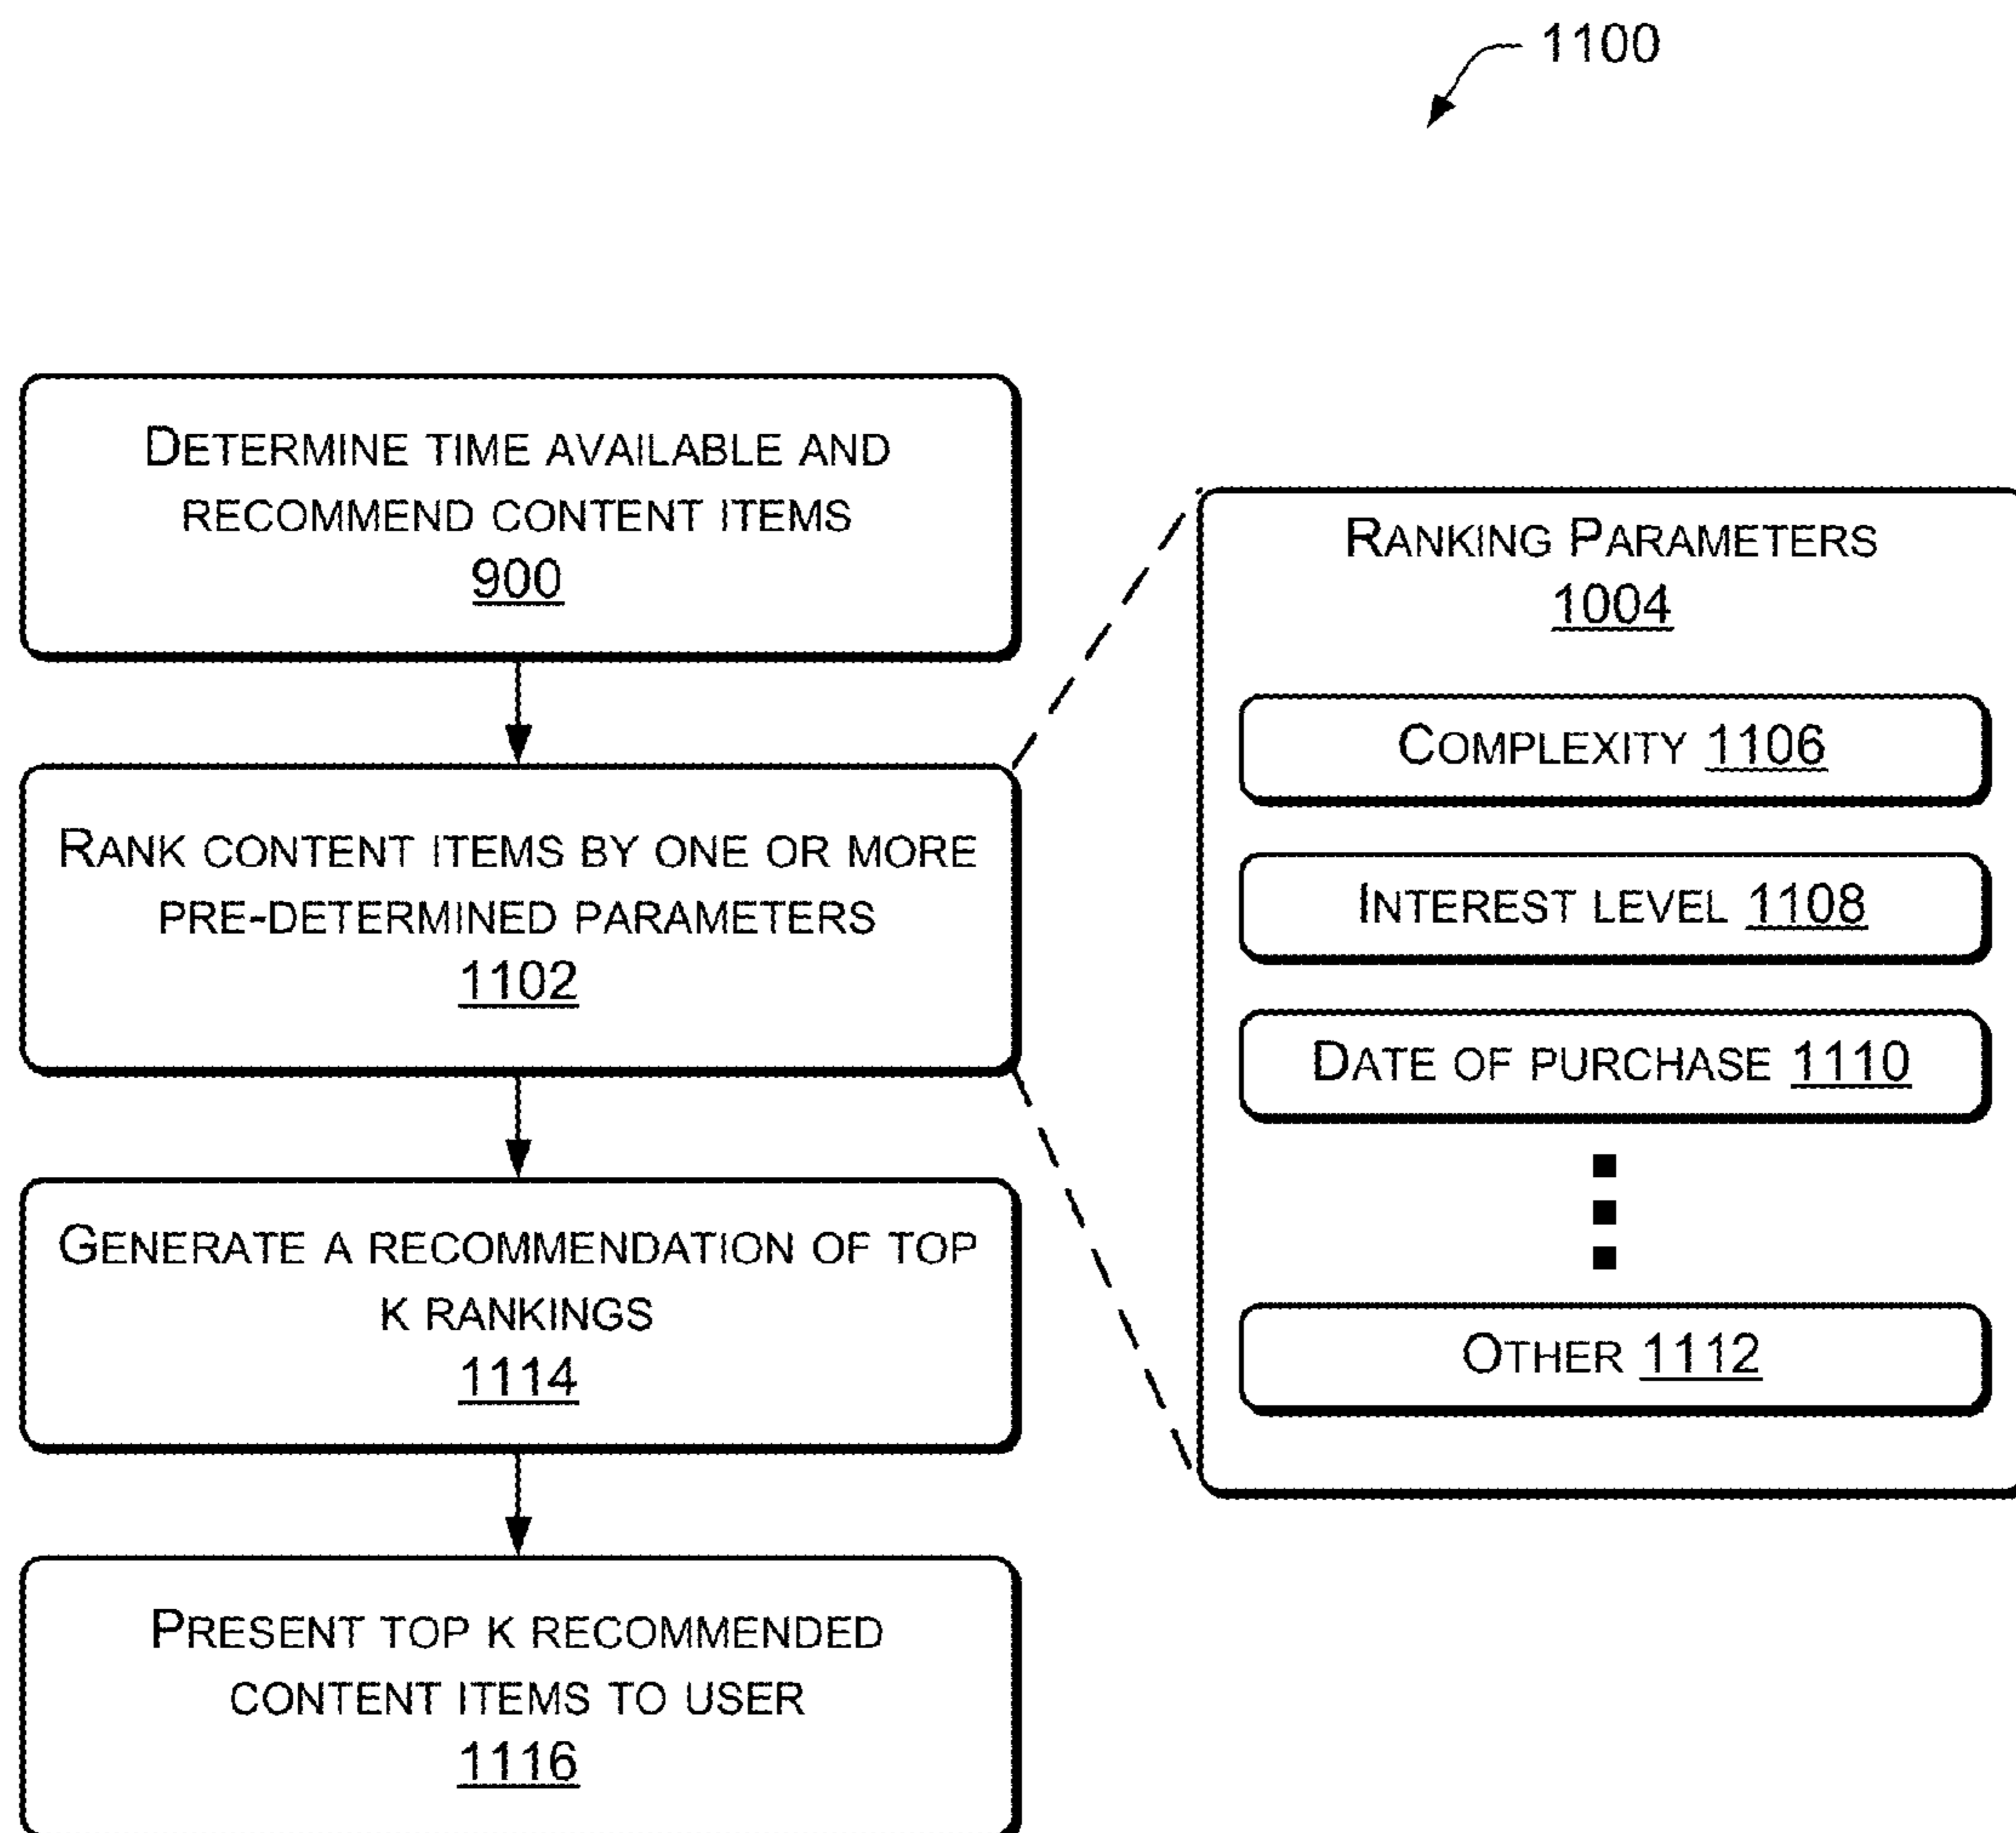 1100
DETERMINE TIME AVAILABLE AND
RECOMMEND CONTENT ITEMS
900
RANK CONTENT ITEMS BY ONE OR MORE
PRE-DETERMINED PARAMETERS
1102
GENERATE A RECOMMENDATION OF TOP
K RANKINGS
1114
PRESENT TOP K RECOMMENDED
CONTENT ITEMS TO USER
1116
RANKING PARAMETERS
1004
COMPLEXITY 1106
INTEREST LEVEL 1108
DATE OF PURCHASE 1110
OTHER 1112